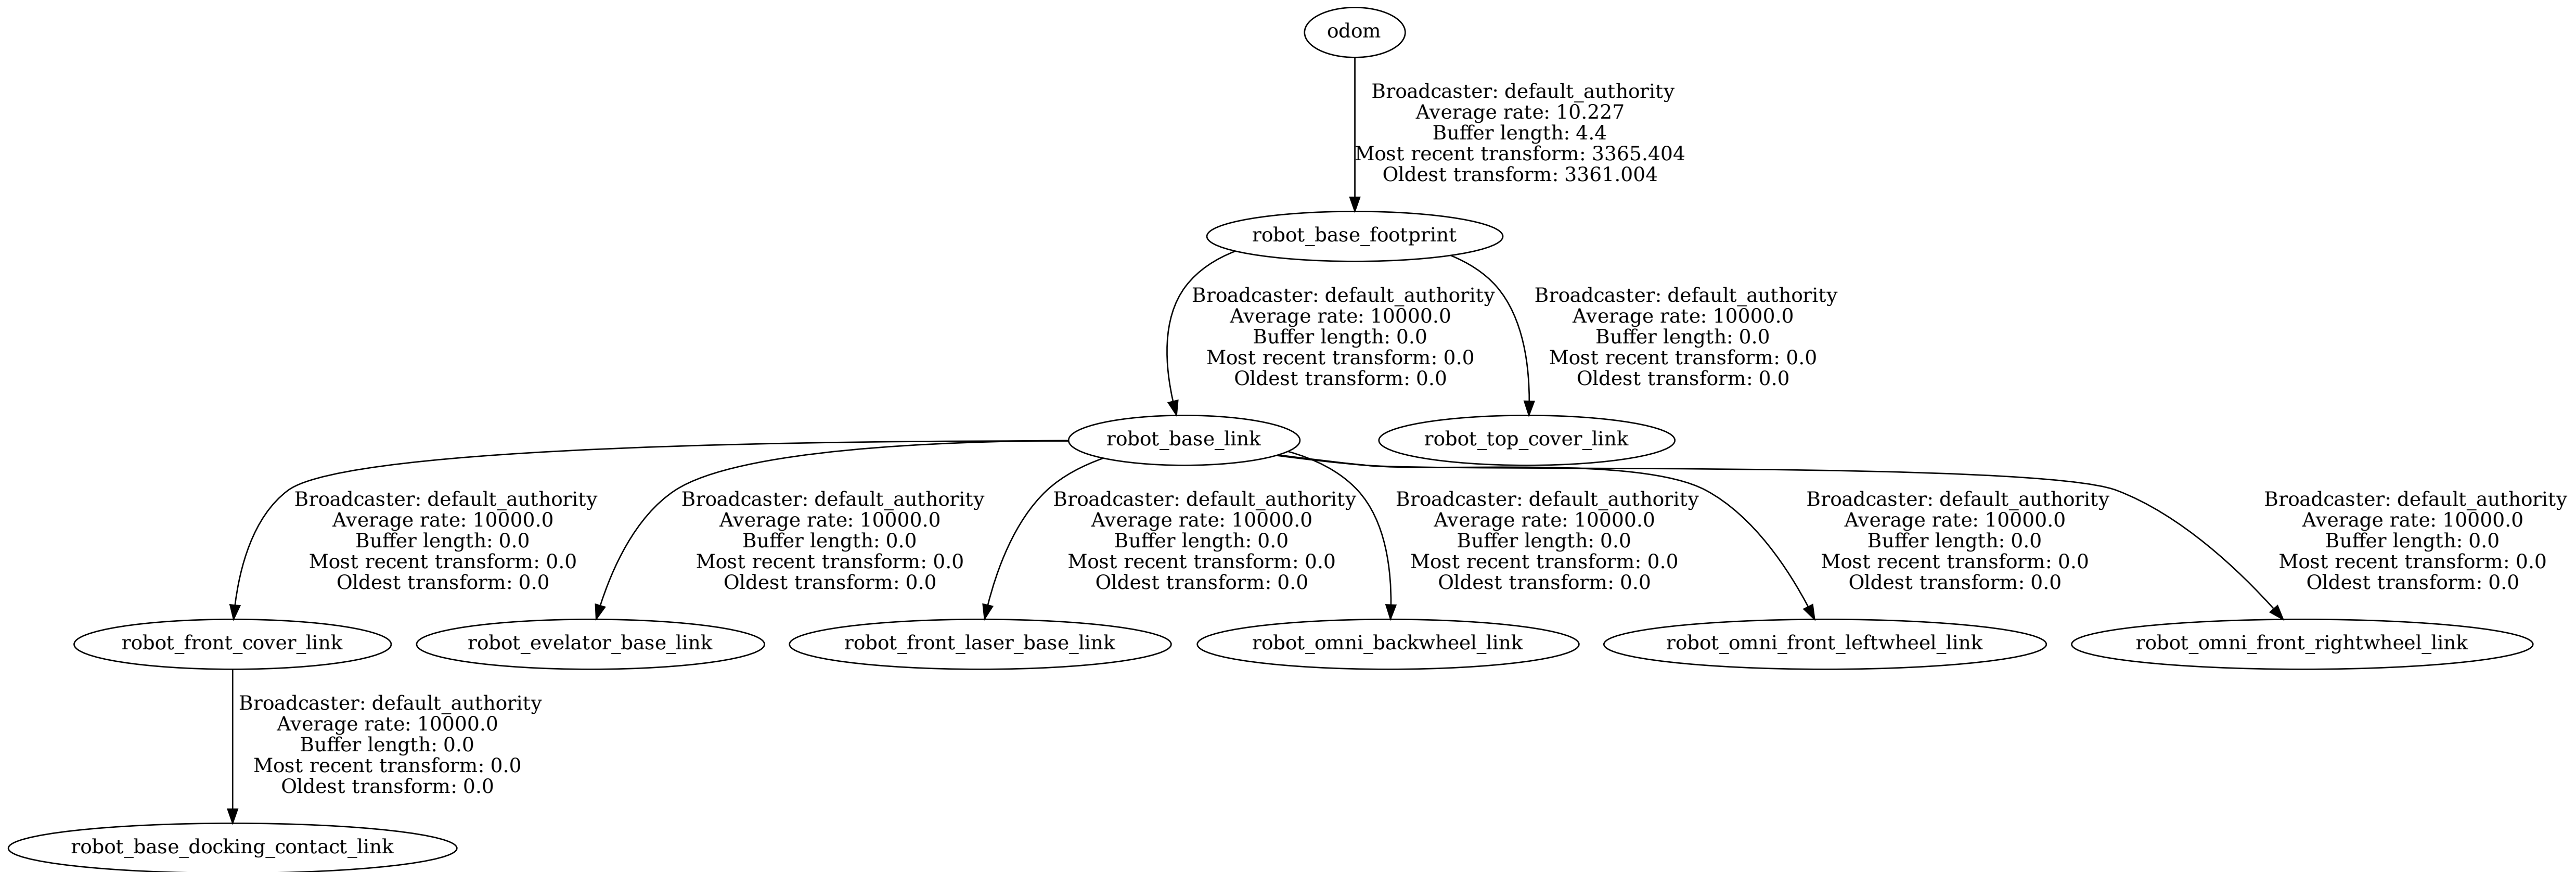 odom
Broadcaster: default_authority
Average rate: 10.227
Buffer length: 4.4
Most recent transform: 3365.404
Oldest transform: 3361.004
robot_base_footprint
Broadcaster: default_authority
Average rate: 10000.0
Buffer length: 0.0
Most recent transform: 0.0
Oldest transform: 0.0
Broadcaster: default_authority
Average rate: 10000.0
Buffer length: 0.0
Most recent transform: 0.0
Oldest transform: 0.0
robot_base_link
robot_top_cover_link
Broadcaster: default_authority
Average rate: 10000.0
Buffer length: 0.0
Most recent transform: 0.0
Oldest transform: 0.0
Broadcaster: default_authority
Average rate: 10000.0
Buffer length: 0.0
Most recent transform: 0.0
Oldest transform: 0.0
Broadcaster: default_authority
Average rate: 10000.0
Buffer length: 0.0
Most recent transform: 0.0
Oldest transform: 0.0
Broadcaster: default_authority
Average rate: 10000.0
Buffer length: 0.0
Most recent transform: 0.0
Oldest transform: 0.0
Broadcaster: default_authority
Average rate: 10000.0
Buffer length: 0.0
Most recent transform: 0.0
Oldest transform: 0.0
Broadcaster: default_authority
Average rate: 10000.0
Buffer length: 0.0
Most recent transform: 0.0
Oldest transform: 0.0
robot_front_cover_link
robot_evelator_base_link
robot_front_laser_base_link
robot_omni_backwheel_link
robot_omni_front_leftwheel_link
robot_omni_front_rightwheel_link
Broadcaster: default_authority
Average rate: 10000.0
Buffer length: 0.0
Most recent transform: 0.0
Oldest transform: 0.0
robot_base_docking_contact_link